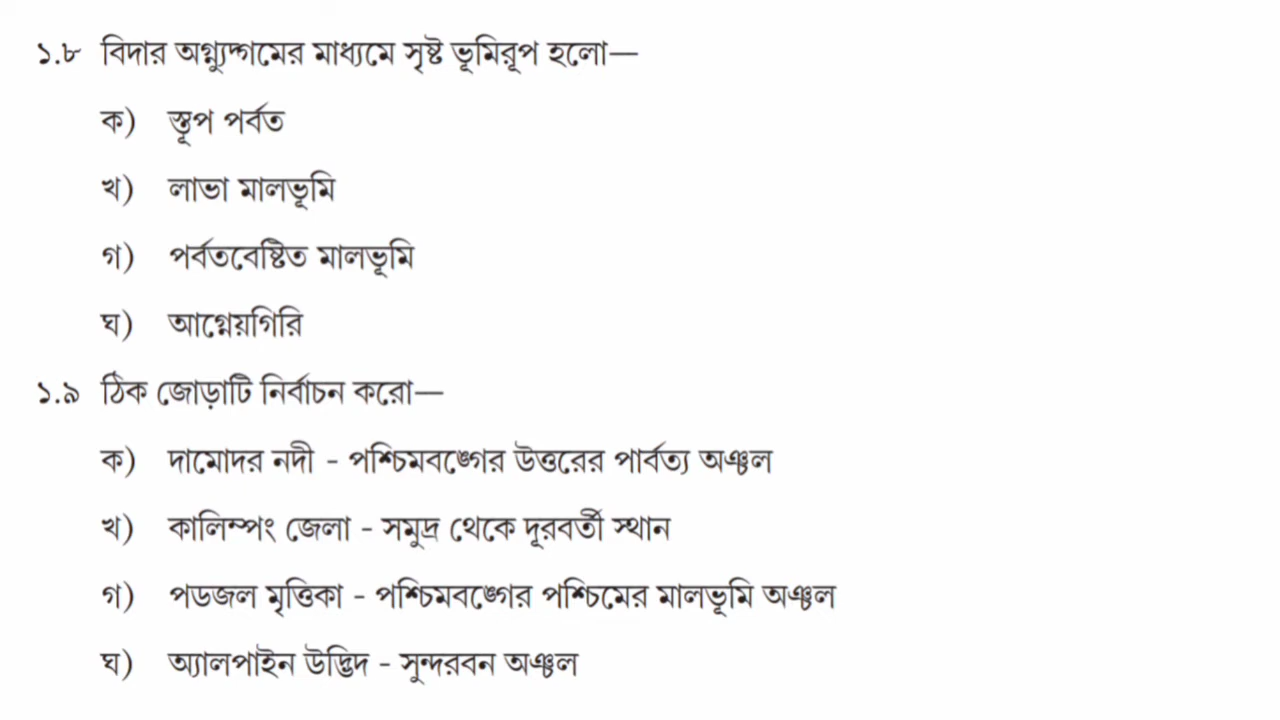 ১.৮ বিদার অগ্ন্যুদ্গমের মাধ্যমে সৃষ্ট ভূমিরূপ হলো—
ক) স্তূপ পর্বত
খ) লাভা মালভূমি
গ) পর্বতবেষ্টিত মালভূমি
ঘ) আগ্নেয়গিরি
১.৯ ঠিক জোড়াটি নির্বাচন করো—
ক) দামোদর নদী - পশ্চিমবঙ্গের উত্তরের পার্বত্য অঞ্চল
খ) কালিম্পং জেলা - সমুদ্র থেকে দূরবর্তী স্থান
গ) পডজল মৃত্তিকা - পশ্চিমবঙ্গের পশ্চিমের মালভূমি অঞ্চল
ঘ) অ্যালপাইন উদ্ভিদ - সুন্দরবন অঞ্চল